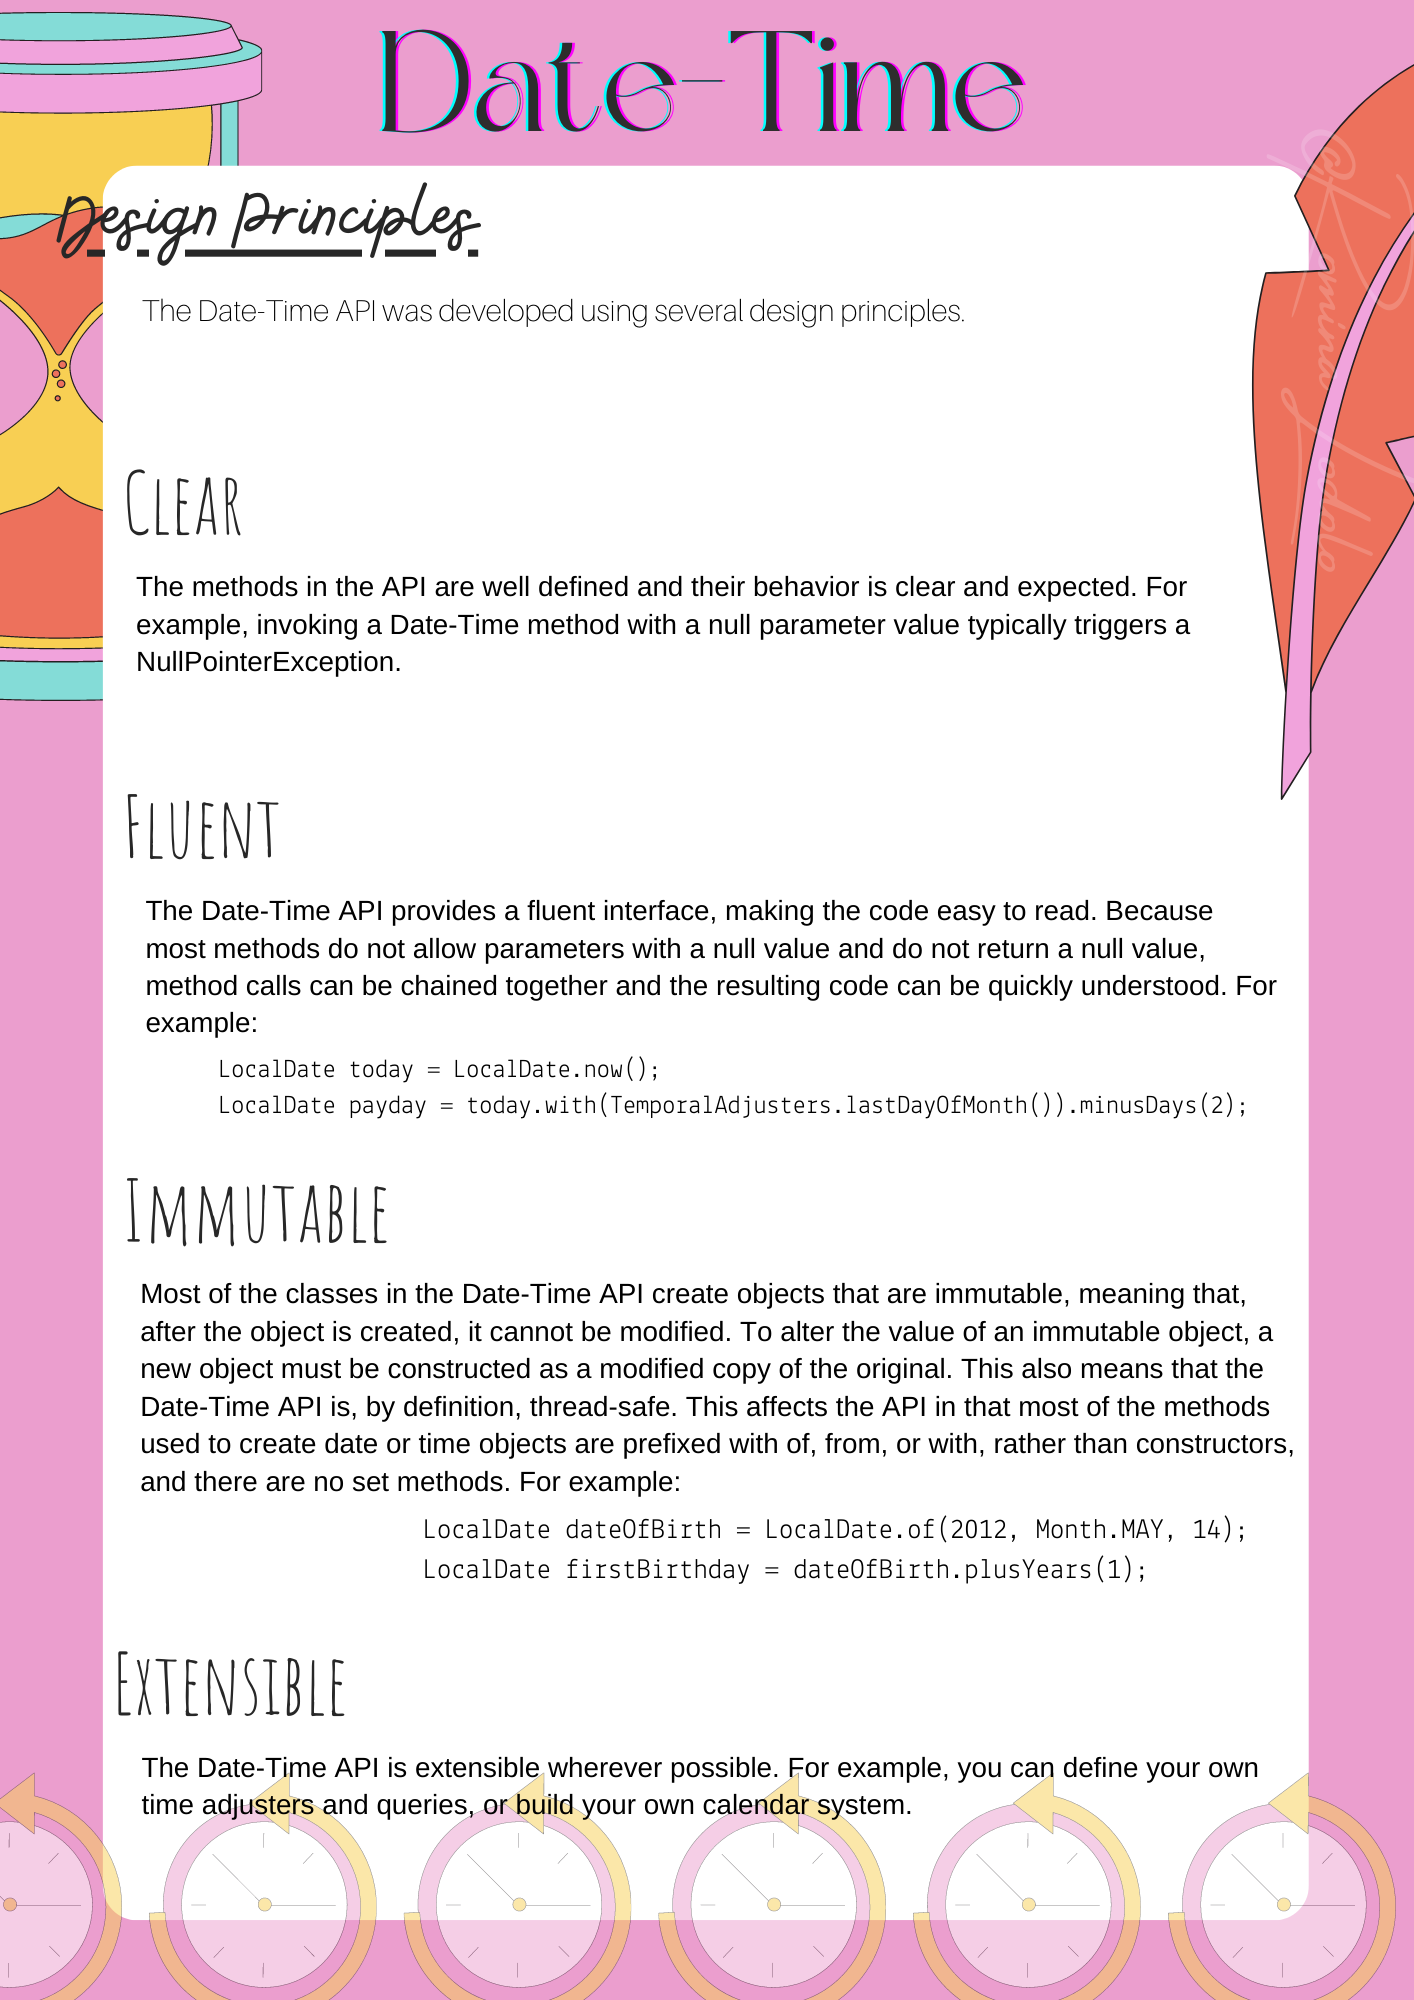 Date-Time
Design Principles
The Date-Time API was developed using several design principles.
Clear
The methods in the API are well defined and their behavior is clear and expected. For
example, invoking a Date-Time method with a null parameter value typically triggers a
NullPointerException.
Fluent
The Date-Time API provides a fluent interface, making the code easy to read. Because
most methods do not allow parameters with a null value and do not return a null value,
method calls can be chained together and the resulting code can be quickly understood. For
example:
LocalDate today = LocalDate.now();
LocalDate payday = today.with(TemporalAdjusters.lastDayOfMonth()).minusDays(2);
Immutable
Most of the classes in the Date-Time API create objects that are immutable, meaning that,
after the object is created, it cannot be modified. To alter the value of an immutable object, a
new object must be constructed as a modified copy of the original. This also means that the
Date-Time API is, by definition, thread-safe. This affects the API in that most of the methods
used to create date or time objects are prefixed with of, from, or with, rather than constructors,
and there are no set methods. For example:
LocalDate dateOfBirth = LocalDate.of(2012, Month.MAY, 14);
LocalDate firstBirthday = dateOfBirth.plusYears(1);
Extensible
The Date-Time API is extensible wherever possible. For example, you can define your own
time adjusters and queries, or build your own calendar system.